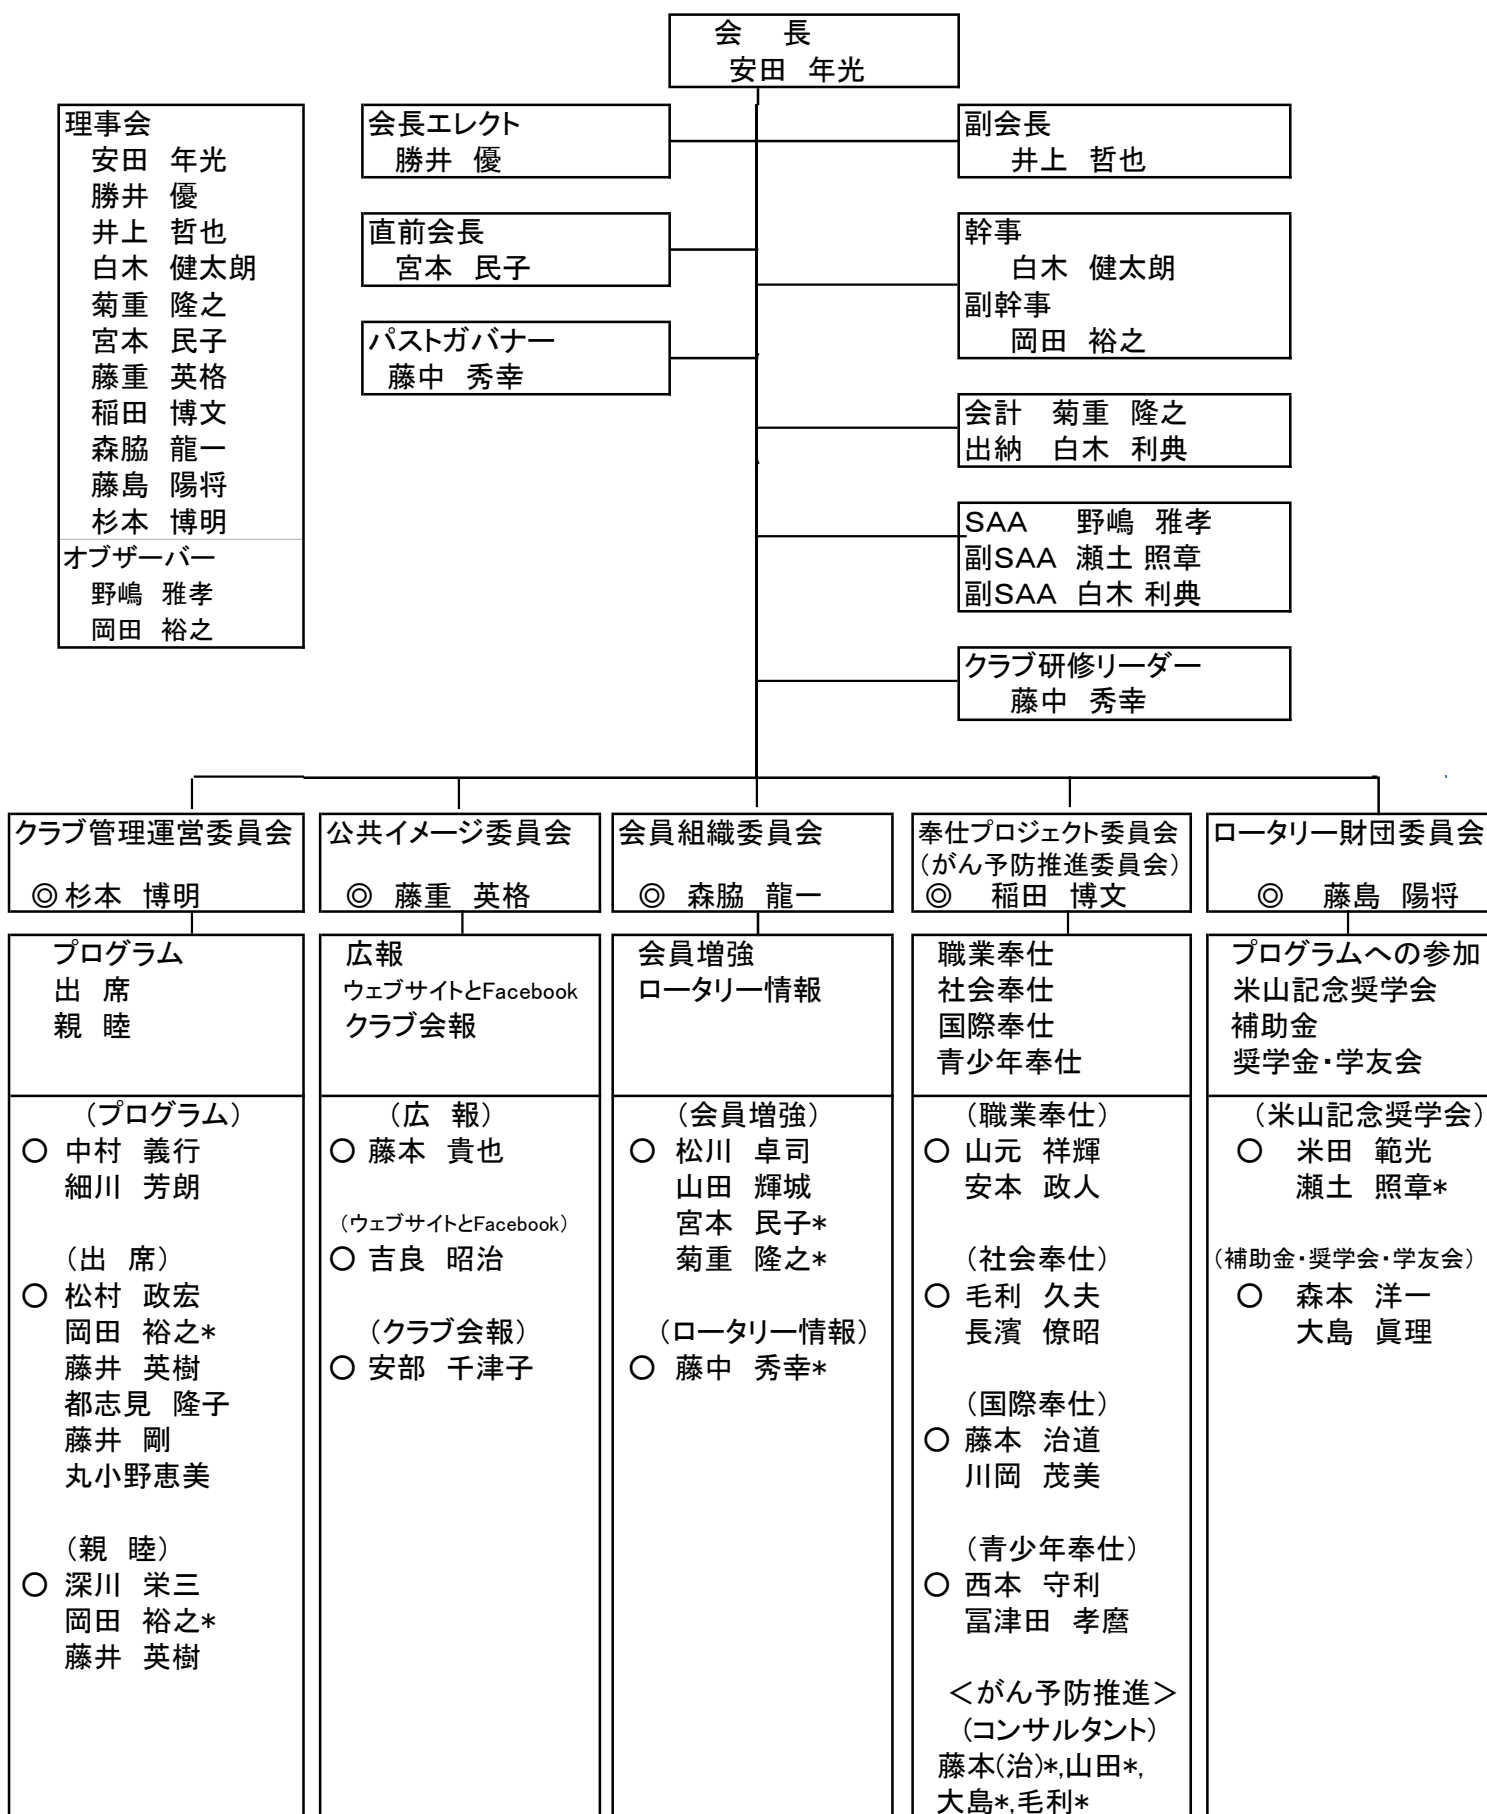 会　長
安田　年光
理事会
安田　年光
勝井　優
井上　哲也
白木　健太朗
菊重　隆之
宮本　民子
藤重　英格
稲田　博文
森脇　龍一
藤島　陽将
杉本　博明
オブザーバー
野嶋　雅孝
岡田　裕之
会長エレクト
勝井　優
直前会長
宮本　民子
パストガバナー
藤中　秀幸
副会長
井上　哲也
幹事
白木　健太朗
副幹事
岡田　裕之
会計　菊重　隆之
出納　白木　利典
SAA　野嶋　雅孝
副SAA　瀬土 照章
副SAA　白木 利典
クラブ研修リーダー
藤中　秀幸
クラブ管理運営委員会
◎ 杉本　博明
プログラム
出　席
親　睦
（プログラム）
〇 中村　義行
細川　芳朗
（出　席）
〇 松村　政宏
岡田　裕之*
藤井　英樹
都志見　隆子
藤井　剛
丸小野恵美
（親　睦）
〇 深川　栄三
岡田　裕之*
藤井　英樹
公共イメージ委員会
◎ 藤重　英格
広報
ウェブサイトとFacebook
クラブ会報
（広　報）
〇 藤本　貴也
（ウェブサイトとFacebook）
〇 吉良　昭治
（クラブ会報）
〇 安部　千津子
会員組織委員会
◎ 森脇　龍一
会員増強
ロータリー情報
（会員増強）
〇 松川　卓司
山田　輝城
宮本　民子*
菊重　隆之*
（ロータリー情報）
〇 藤中　秀幸*
奉仕プロジェクト委員会
（がん予防推進委員会）
◎　稲田　博文
職業奉仕
社会奉仕
国際奉仕
青少年奉仕
（職業奉仕）
〇 山元　祥輝
安本　政人
（社会奉仕）
〇 毛利　久夫
長濱　僚昭
（国際奉仕）
〇 藤本　治道
川岡　茂美
（青少年奉仕）
〇 西本　守利
冨津田　孝麿
＜がん予防推進＞
（コンサルタント）
藤本(治)*,山田*,
大島*,毛利*
ロータリー財団委員会
◎　藤島　陽将
プログラムへの参加
米山記念奨学会
補助金
奨学金・学友会
（米山記念奨学会）
〇　米田　範光
瀬土　照章*
（補助金・奨学会・学友会）
〇　森本　洋一
大島　眞理